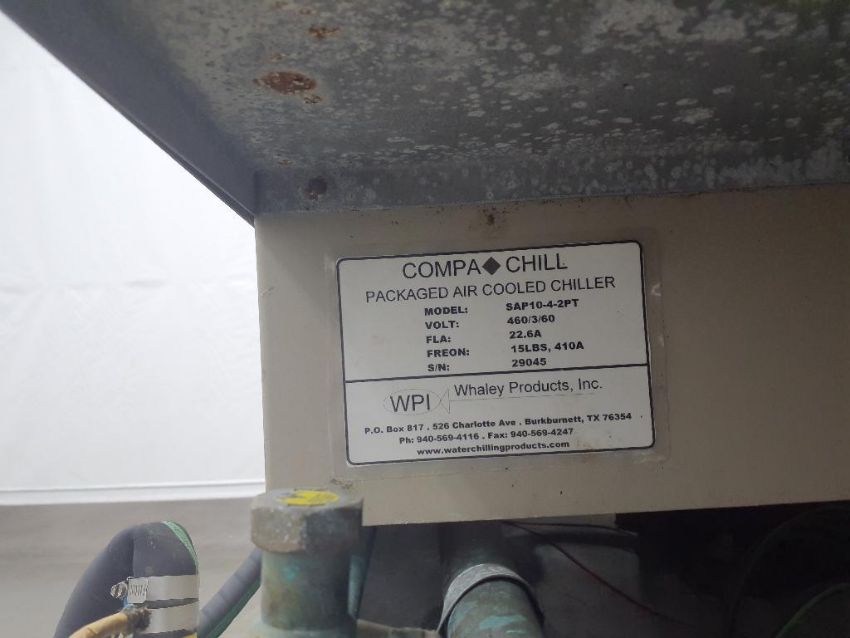 COMPA◆CHILL
PACKAGED AIR COOLED CHILLER
MODEL: SAP10-4-2PT
VOLT: 460/3/60
FLA: 22.6A
FREON: 15LBS, 410A
S/N: 29045
WPI Whaley Products, Inc.
P.O. Box 817 . 526 Charlotte Ave . Burkburnett, TX 76354
Ph: 940-569-4116 . Fax: 940-569-4247
www.waterchillingproducts.com